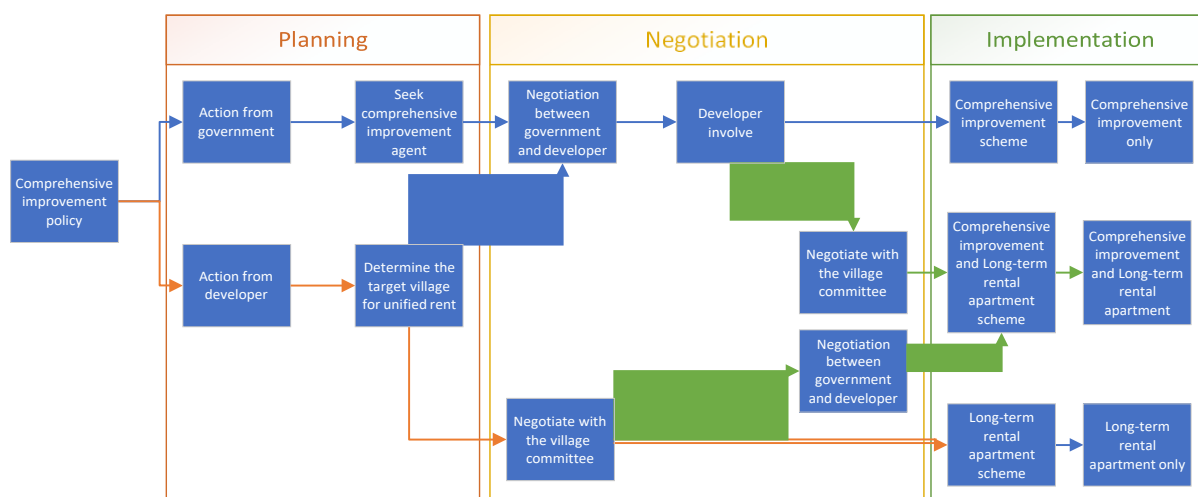 Planning
Negotiation
Implementation
Action from
government
Seek
comprehensive
improvement
agent
Negotiation
between
government
and developer
Developer
involve
Comprehensive
improvement
scheme
Comprehensive
improvement
only
Comprehensive
improvement
policy
Action from
developer
Determine the
target village
for unified rent
Negotiate with
the village
committee
Comprehensive
improvement
and Long-term
rental
apartment
scheme
Comprehensive
improvement
and Long-term
rental
apartment
Negotiation
between
government
and developer
Negotiate with
the village
committee
Long-term
rental
apartment
scheme
Long-term
rental
apartment only